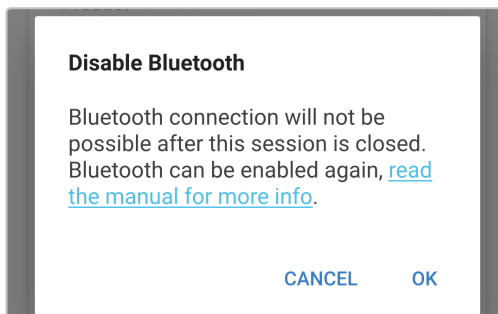 Disable Bluetooth
Bluetooth connection will not be
possible after this session is closed.
Bluetooth can be enabled again, read
the manual for more info.
CANCEL OK